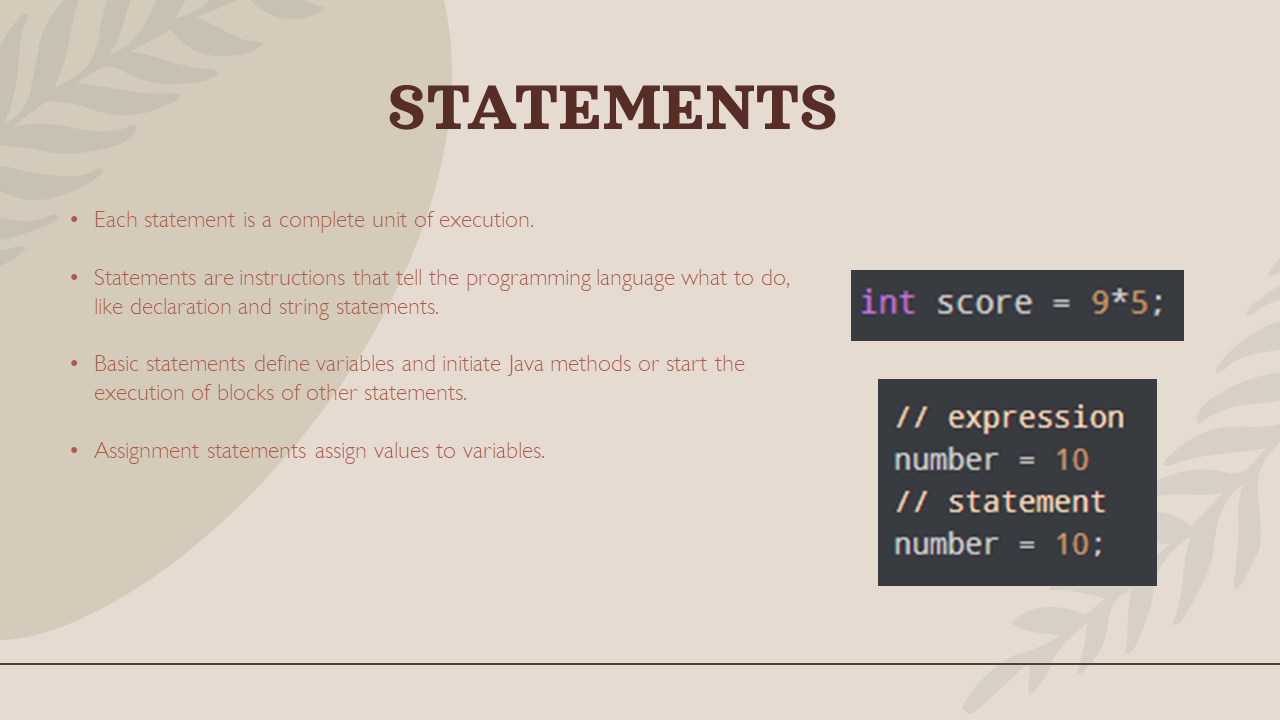 STATEMENTS
• Each statement is a complete unit of execution.
• Statements are instructions that tell the programming language what to do,
like declaration and string statements.
• Basic statements define variables and initiate Java methods or start the
execution of blocks of other statements.
• Assignment statements assign values to variables.
int score = 9*5;
// expression
number = 10
// statement
number = 10;